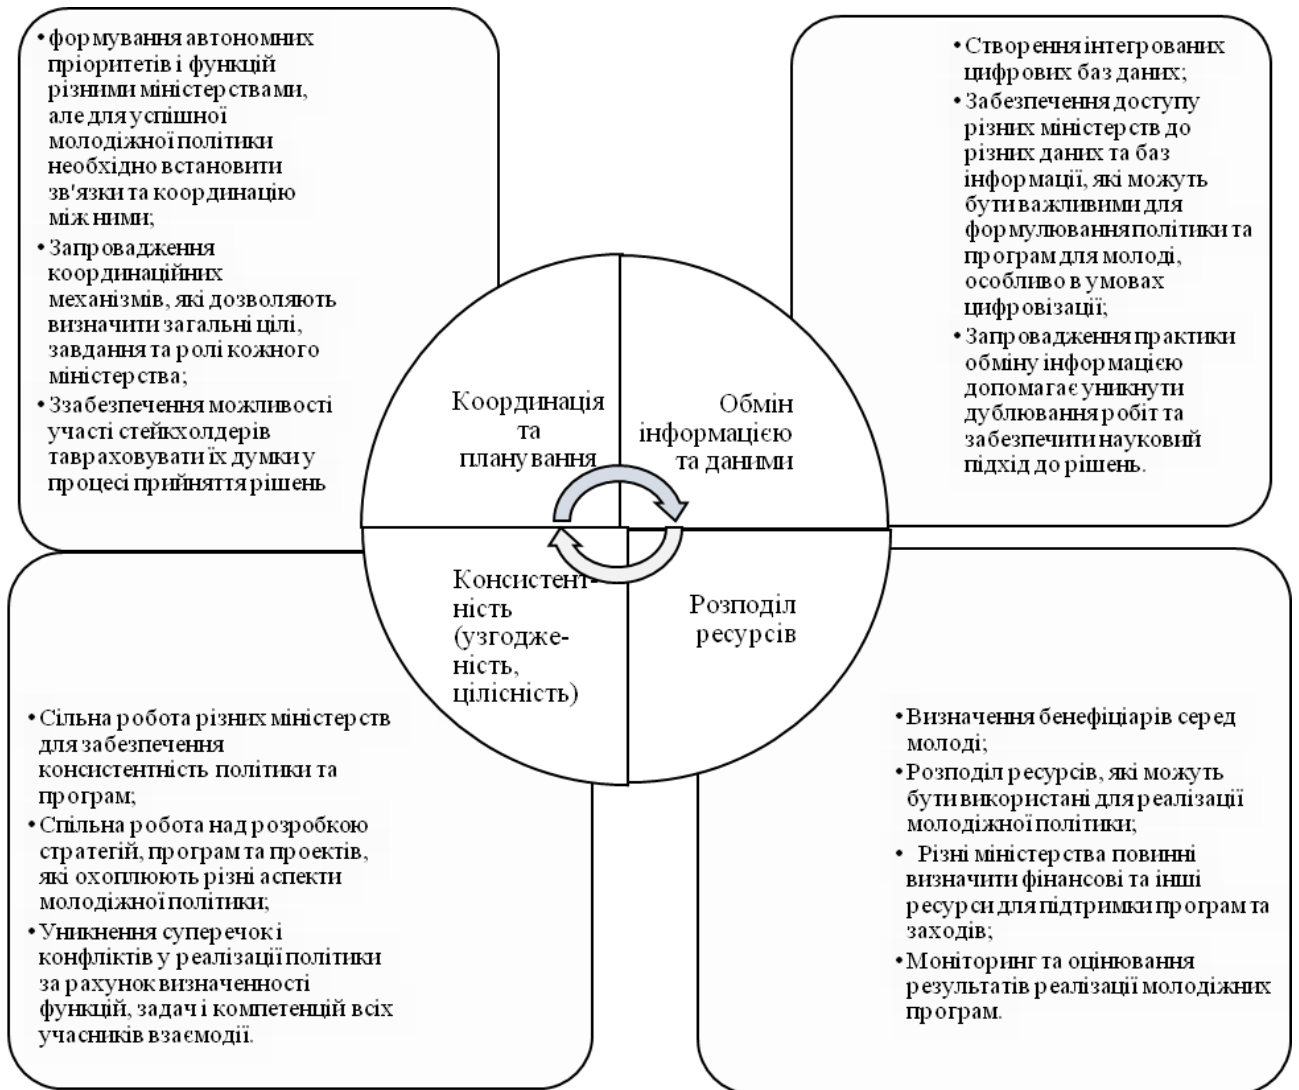 • формування автономних
пріоритетів і функцій
різними міністерствами,
але для успішної
молодіжної політики
необхідно встановити
зв'язки та координацію
між ними;
• Запровадження
координаційних
механізмів, які дозволяють
визначити загальні цілі,
завдання та ролі кожного
міністерства;
• Ззабезпечення можливості
участі стейкхолдерів
тавраховувати їх думки у
процесі прийняття рішень
• Створення інтегрованих
цифрових баз даних;
• Забезпечення доступу
різних міністерств до
різних даних та баз
інформації, які можуть
бути важливими для
формулювання політики та
програм для молоді,
особливо в умовах
цифровізації;
• Запровадження практики
обміну інформацією
допомагає уникнути
дублювання робіт та
забезпечити науковий
підхід до рішень.
Координація
та
планування
Обмін
інформацією
та даними
Консистент-
ність
(узгодже-
ність,
цілісність)
Розподіл
ресурсів
• Сільна робота різних міністерств
для забезпечення
консистентність політики та
програм;
• Спільна робота над розробкою
стратегій, програм та проектів,
які охоплюють різні аспекти
молодіжної політики;
• Уникнення суперечок і
конфліктів у реалізації політики
за рахунок визначенності
функцій, задач і компетенцій всіх
учасників взаємодії.
• Визначення бенефіціарів серед
молоді;
• Розподіл ресурсів, які можуть
бути використані для реалізації
молодіжної політики;
• Різні міністерства повинні
визначити фінансові та інші
ресурси для підтримки програм та
заходів;
• Моніторинг та оцінювання
результатів реалізації молодіжних
програм.